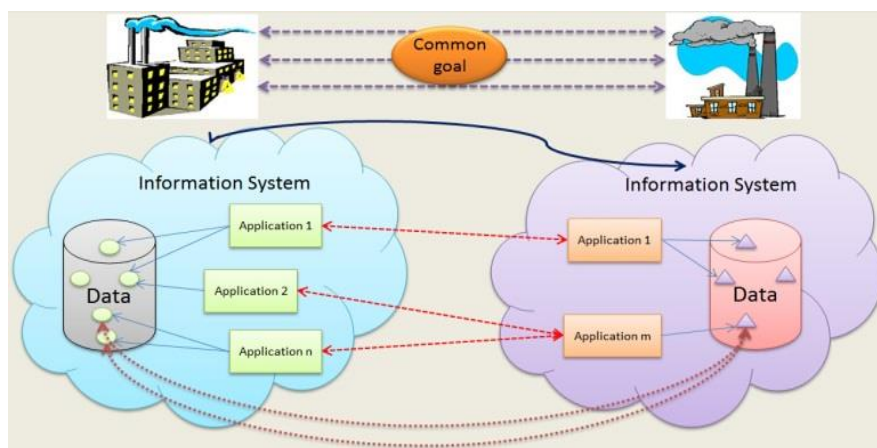 Common
goal
Information System
Information System
Application 1
Application 1
Data
Application 2
Data
Application n
Application m